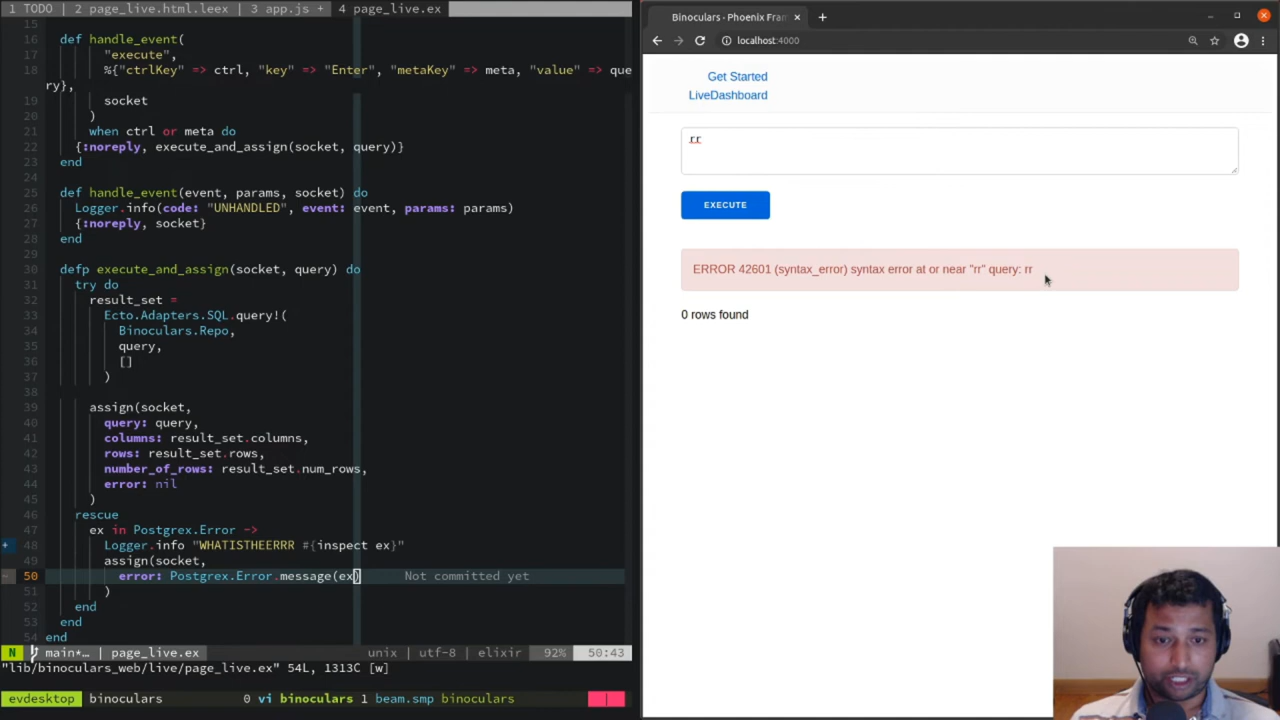 1 TODO | 2 page_live.html.leex | 3 app.js + | 4 page_live.ex
15
16 def handle_event(
17 "execute",
18 %{"ctrlKey" => ctrl, "key" => "Enter", "metaKey" => meta, "value" => que
ry},
19 socket
20 )
21 when ctrl or meta do
22 {:noreply, execute_and_assign(socket, query)}
23 end
24
25 def handle_event(event, params, socket) do
26 Logger.info(code: "UNHANDLED", event: event, params: params)
27 {:noreply, socket}
28 end
29
30 defp execute_and_assign(socket, query) do
31 try do
32 result_set =
33 Ecto.Adapters.SQL.query!(
34 Binoculars.Repo,
35 query,
36 []
37 )
38
39 assign(socket,
40 query: query,
41 columns: result_set.columns,
42 rows: result_set.rows,
43 number_of_rows: result_set.num_rows,
44 error: nil
45 )
46 rescue
47 ex in Postgrex.Error ->
+ 48 Logger.info "WHATISTHEERRR #{inspect ex}"
49 assign(socket,
~ 50 error: Postgrex.Error.message(ex) Not committed yet
51 )
52 end
53 end
54 end
N main*… | page_live.ex unix | utf-8 | elixir 92% 50:43
"lib/binoculars_web/live/page_live.ex" 54L, 1313C [w]
evdesktop binoculars 0 vi binoculars 1 beam.smp binoculars
Binoculars · Phoenix Fram
localhost:4000
Get Started
LiveDashboard
rr
EXECUTE
ERROR 42601 (syntax_error) syntax error at or near "rr" query: rr
0 rows found